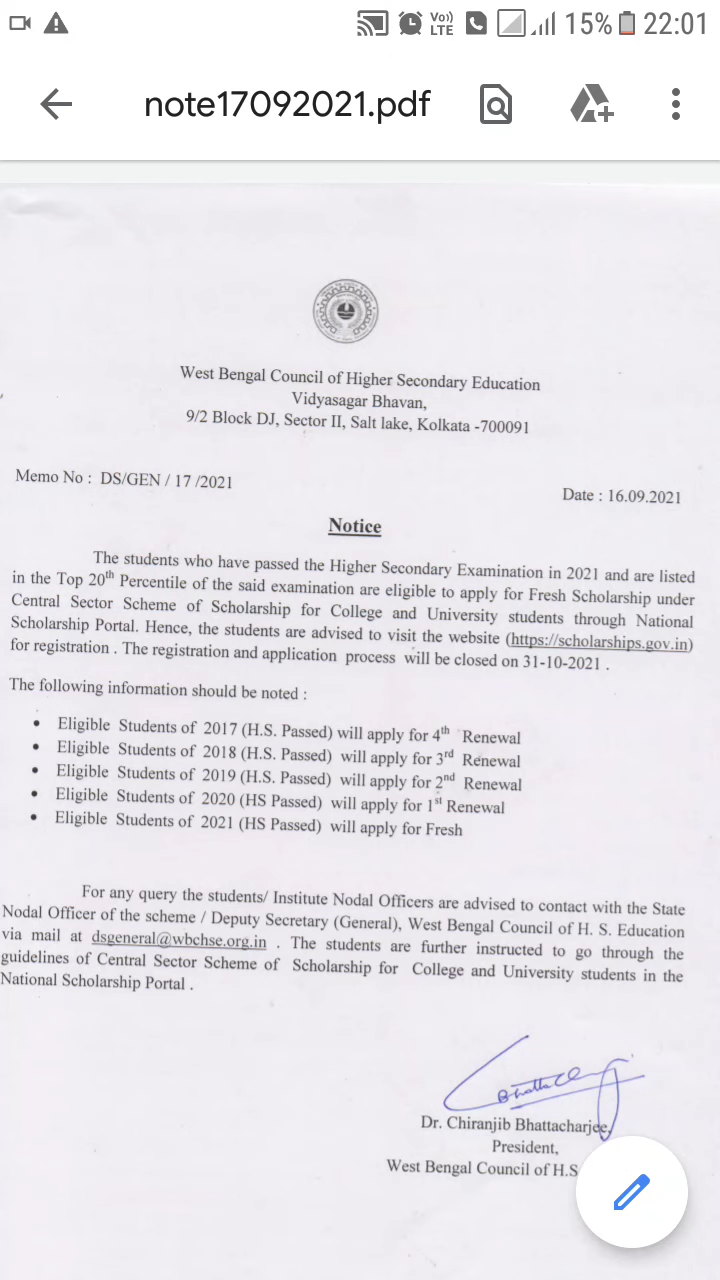 Vo))
LTE
15%
22:01
note17092021.pdf
West Bengal Council of Higher Secondary Education
Vidyasagar Bhavan,
9/2 Block DJ, Sector II, Salt lake, Kolkata -700091
Memo No : DS/GEN / 17 /2021
Date : 16.09.2021
Notice
The students who have passed the Higher Secondary Examination in 2021 and are listed
in the Top 20th Percentile of the said examination are eligible to apply for Fresh Scholarship under
Central Sector Scheme of Scholarship for College and University students through National
Scholarship Portal. Hence, the students are advised to visit the website (https://scholarships.gov.in)
for registration . The registration and application process will be closed on 31-10-2021 .
The following information should be noted :
• Eligible Students of 2017 (H.S. Passed) will apply for 4th Renewal
• Eligible Students of 2018 (H.S. Passed) will apply for 3rd Renewal
• Eligible Students of 2019 (H.S. Passed) will apply for 2nd Renewal
• Eligible Students of 2020 (HS Passed) will apply for 1st Renewal
• Eligible Students of 2021 (HS Passed) will apply for Fresh
For any query the students/ Institute Nodal Officers are advised to contact with the State
Nodal Officer of the scheme / Deputy Secretary (General), West Bengal Council of H. S. Education
via mail at dsgeneral@wbchse.org.in . The students are further instructed to go through the
guidelines of Central Sector Scheme of Scholarship for College and University students in the
National Scholarship Portal .
Dr. Chiranjib Bhattacharjee,
President,
West Bengal Council of H.S